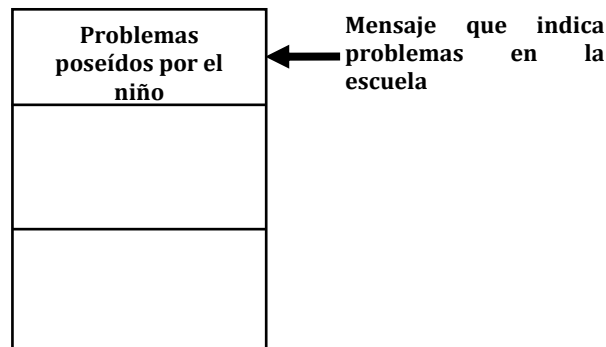 Problemas
poseídos por el
niño
Mensaje que indica
problemas en la
escuela